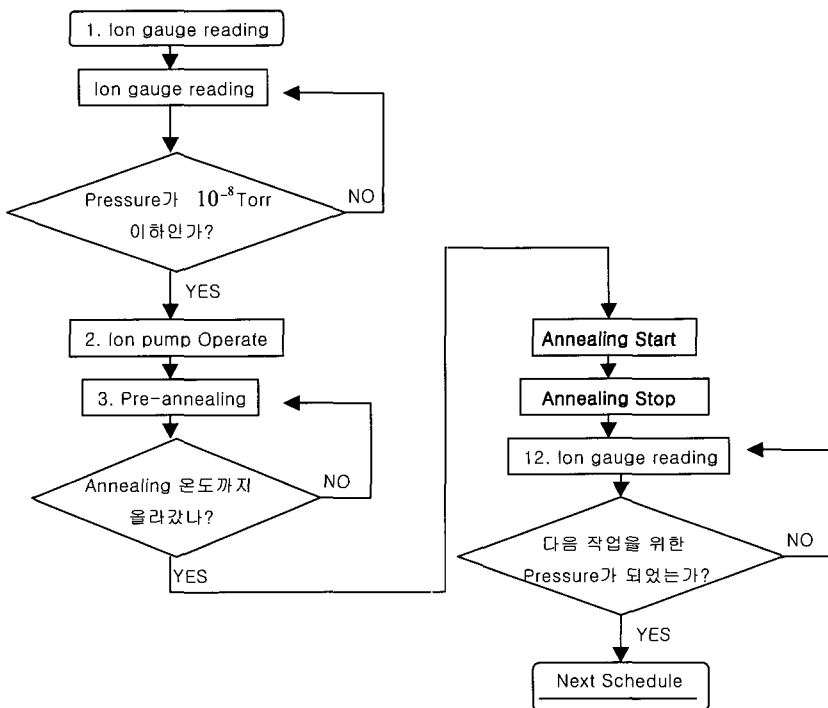 1. Ion gauge reading
Ion gauge reading
Pressure가 10⁻⁸Torr
이하인가?
NO
YES
2. Ion pump Operate
3. Pre-annealing
Annealing 온도까지
올라갔나?
NO
YES
Annealing Start
Annealing Stop
12. Ion gauge reading
다음 작업을 위한
Pressure가 되었는가?
NO
YES
Next Schedule